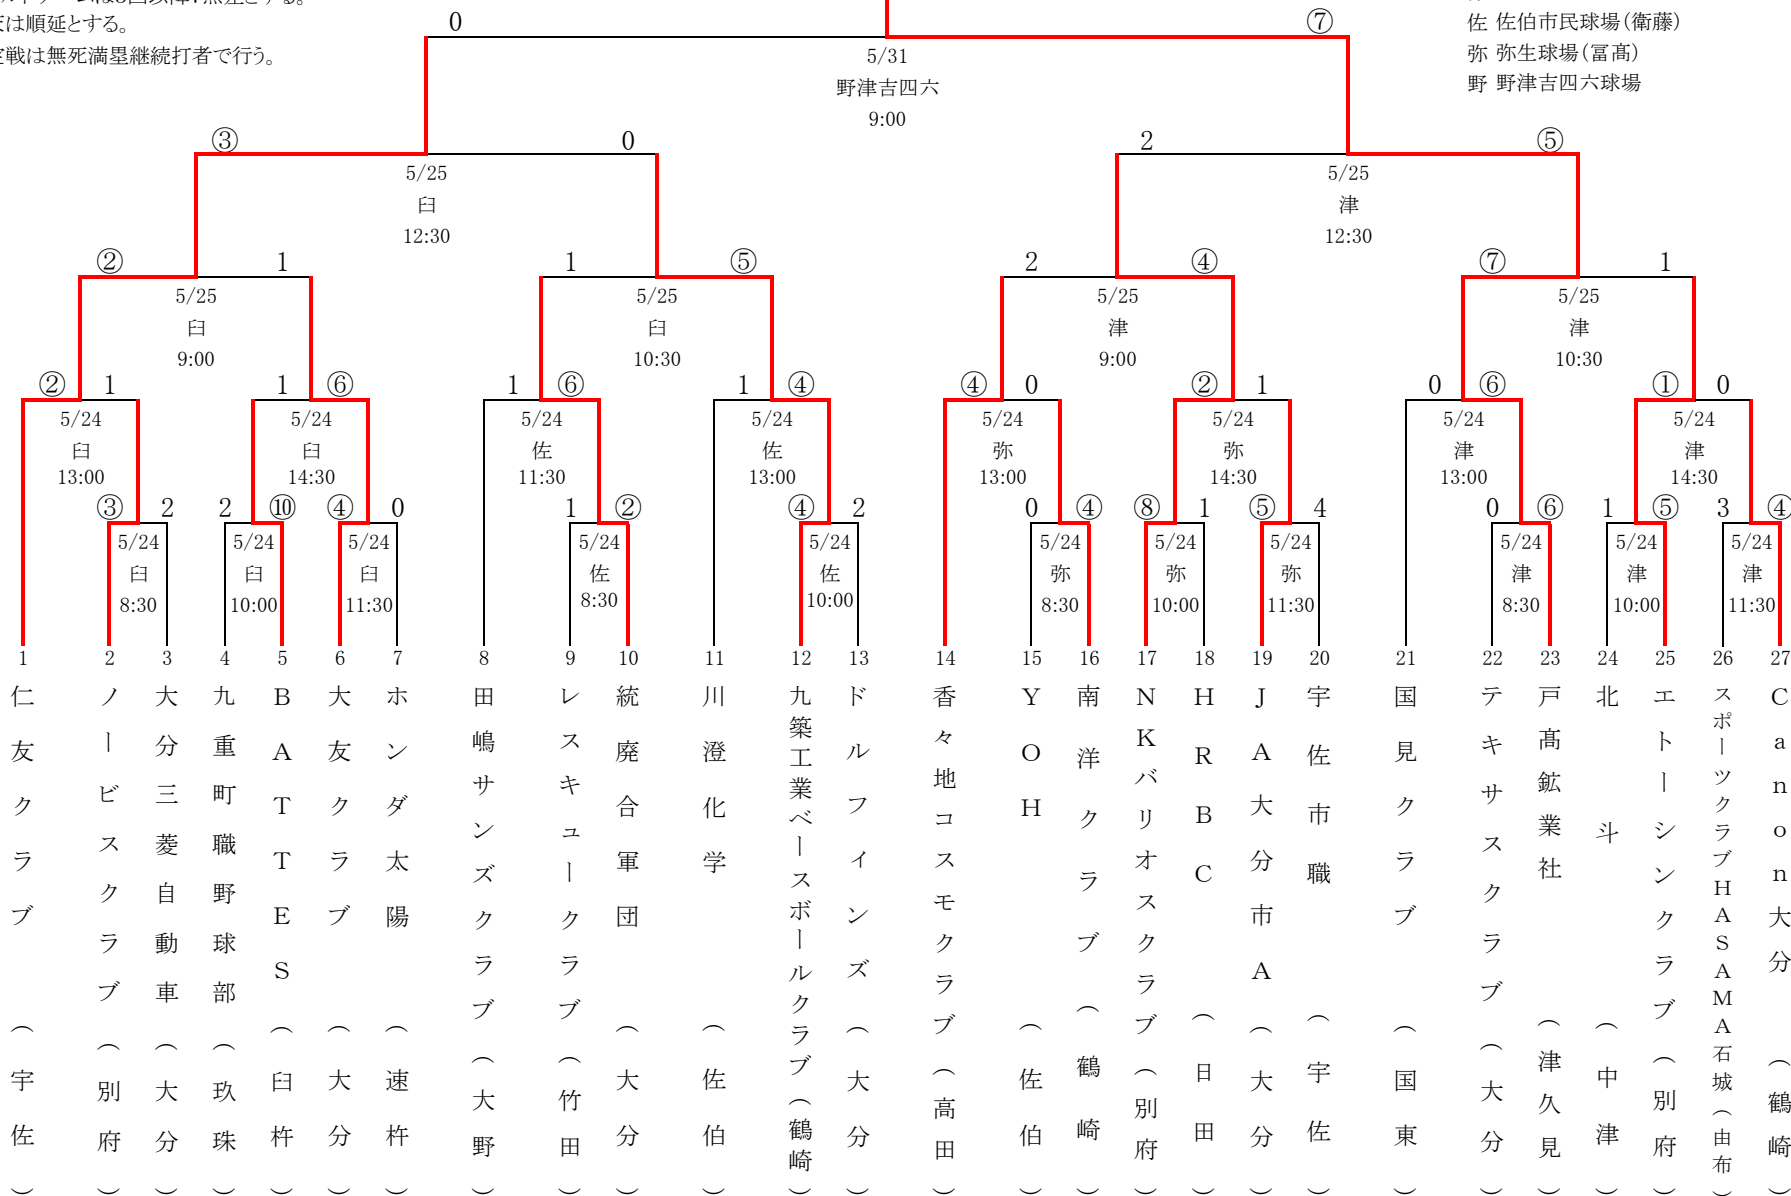 は順延とする。
戦は無死満塁継続打者で行う。
佐 佐伯市民球場(衛藤)
弥 弥生球場(冨髙)
野 野津吉四六球場
0 ⑦
5/31
野津吉四六
9:00
③ 0 2 ⑤
5/25 5/25
臼 津
12:30 12:30
② 1 1 ⑤ 2 ④ ⑦ 1
5/25 5/25 5/25 5/25
臼 臼 津 津
9:00 10:30 9:00 10:30
② 1 1 ⑥ 1 ⑥ 1 ④ ④ 0 ② 1 0 ⑥ ① 0
5/24 5/24 5/24 5/24 5/24 5/24 5/24 5/24
臼 臼 佐 佐 弥 弥 津 津
13:00 14:30 11:30 13:00 13:00 14:30 13:00 14:30
③ 2 2 ⑩ ④ 0 1 ② ④ 2 0 ④ ⑧ 1 ⑤ 4 0 ⑥ 1 ⑤ 3 ④
5/24 5/24 5/24 5/24 5/24 5/24 5/24 5/24 5/24 5/24 5/24
臼 臼 臼 佐 佐 弥 弥 弥 津 津 津
8:30 10:00 11:30 8:30 10:00 8:30 10:00 11:30 8:30 10:00 11:30
1 仁友クラブ (宇佐)
2 ノービスクラブ (別府)
3 大分三菱自動車 (大分)
4 九重町職野球部 (玖珠)
5 BATTES (臼杵)
6 大友クラブ (大分)
7 ホンダ太陽 (速杵)
8 田嶋サンズクラブ (大野)
9 レスキュークラブ (竹田)
10 統廃合軍団 (大分)
11 川澄化学 (佐伯)
12 九築工業ベースボールクラブ (鶴崎)
13 ドルフィンズ (大分)
14 香々地コスモクラブ (高田)
15 YOH (佐伯)
16 南洋クラブ (鶴崎)
17 NKバリオスクラブ (別府)
18 HRBC (日田)
19 JA大分市A (大分)
20 宇佐市職 (宇佐)
21 国見クラブ (国東)
22 テキサスクラブ (大分)
23 戸髙鉱業社 (津久見)
24 北斗 (中津)
25 エトーシンクラブ (別府)
26 スポーツクラブHASAMA石城 (由布)
27 Canon大分 (鶴崎)